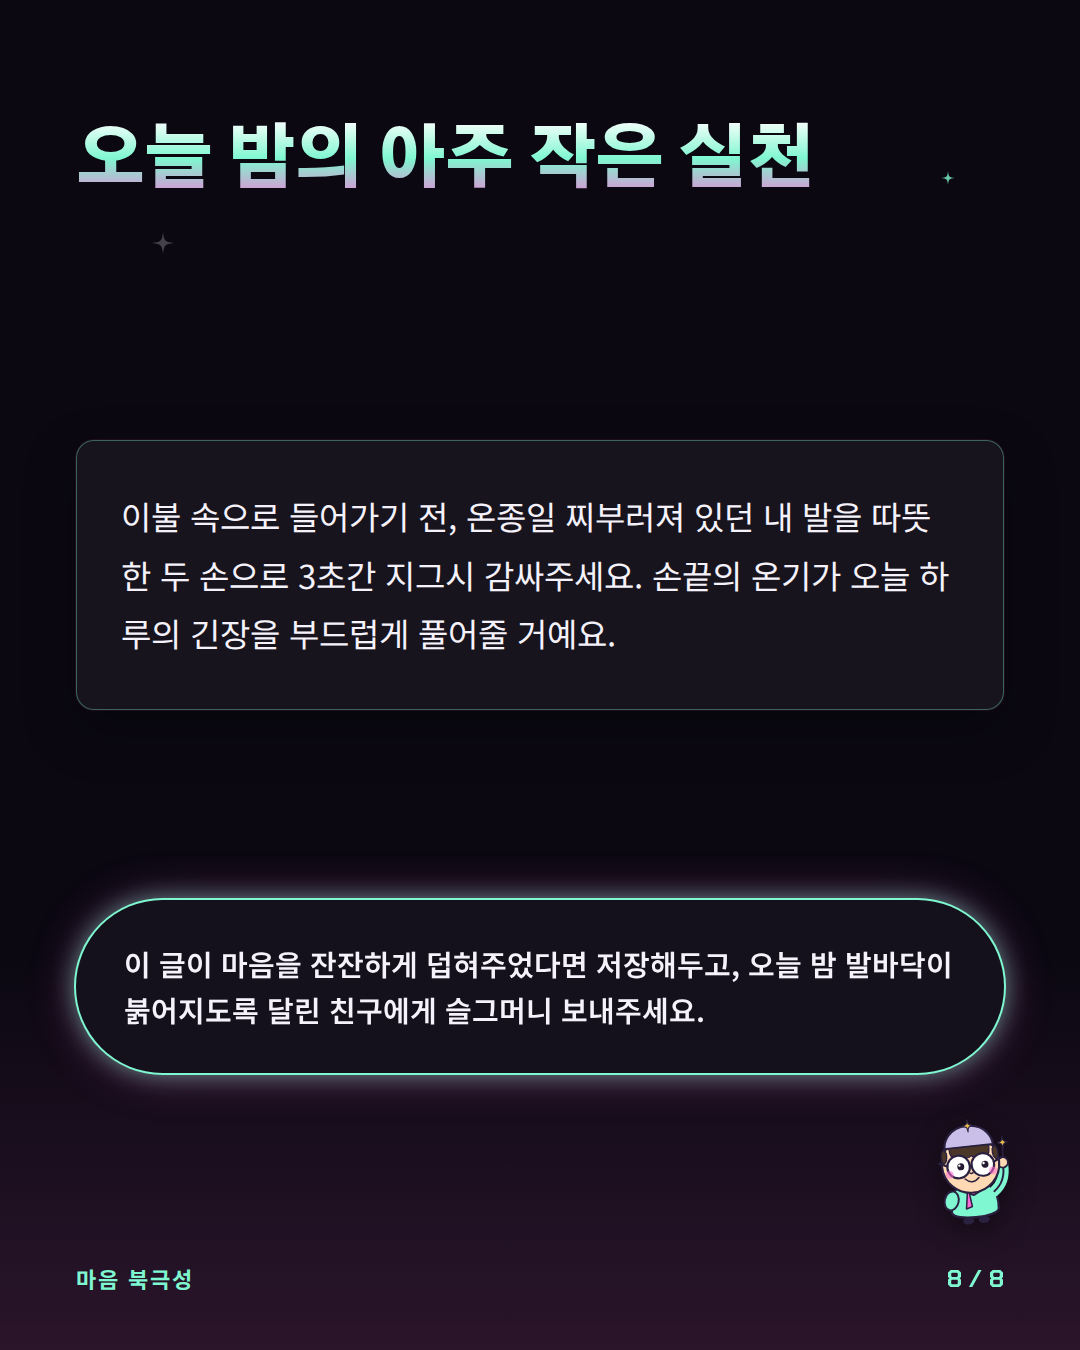 오늘 밤의 아주 작은 실천
이불 속으로 들어가기 전, 온종일 찌부러져 있던 내 발을 따뜻
한 두 손으로 3초간 지그시 감싸주세요. 손끝의 온기가 오늘 하
루의 긴장을 부드럽게 풀어줄 거예요.
이 글이 마음을 잔잔하게 덥혀주었다면 저장해두고, 오늘 밤 발바닥이
붉어지도록 달린 친구에게 슬그머니 보내주세요.
마음 북극성
8/8